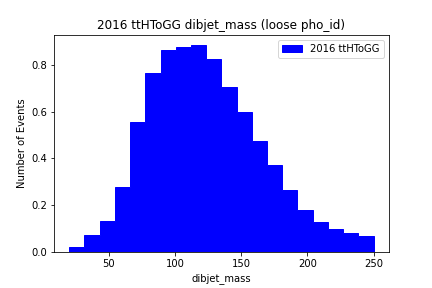 2016 ttHToGG dibjet_mass (loose pho_id)
2016 ttHToGG
Number of Events
0.8
0.6
0.4
0.2
0.0
50 100 150 200 250
dibjet_mass